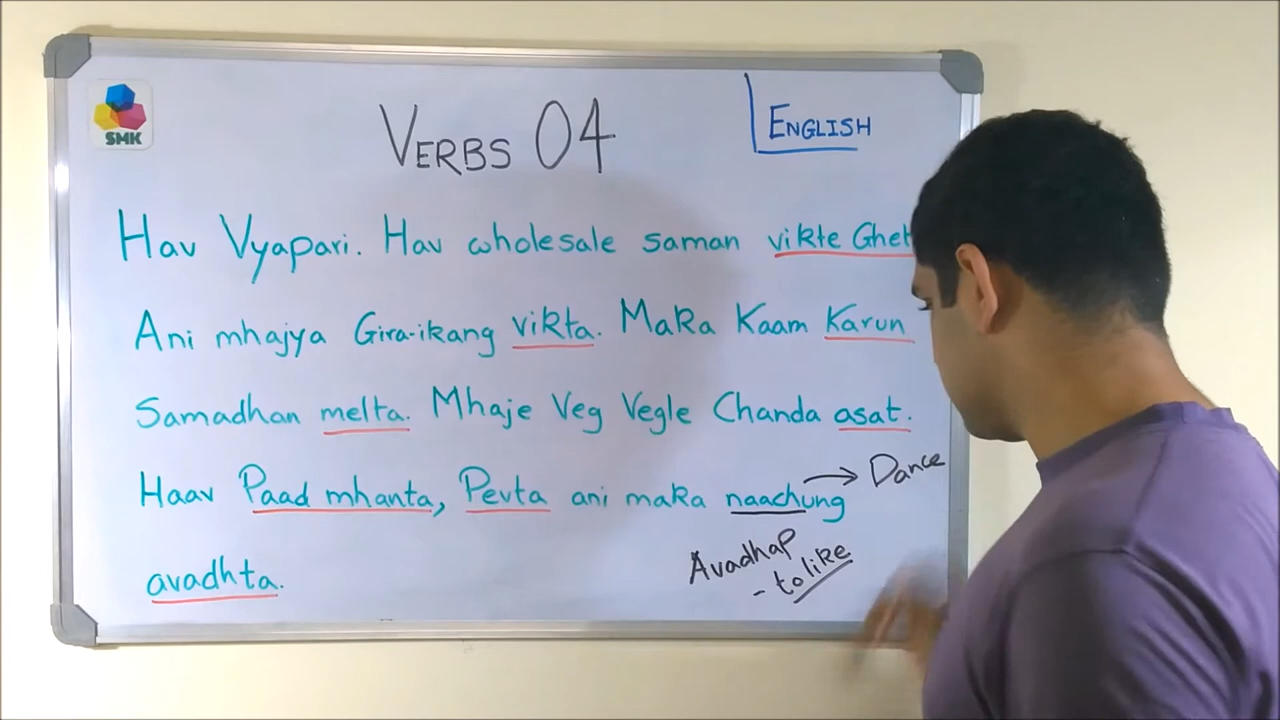 SMK
VERBS 04
ENGLISH
Hav Vyapari. Hav wholesale saman vikte Ghet
Ani mhajya Gira-ikang vikta. Maka Kaam Karun
Samadhan melta. Mhaje Veg Vegle Chanda asat.
Haav Paad mhanta, Pevta ani maka naachung → Dance
avadhta.
Avadhap
- to like